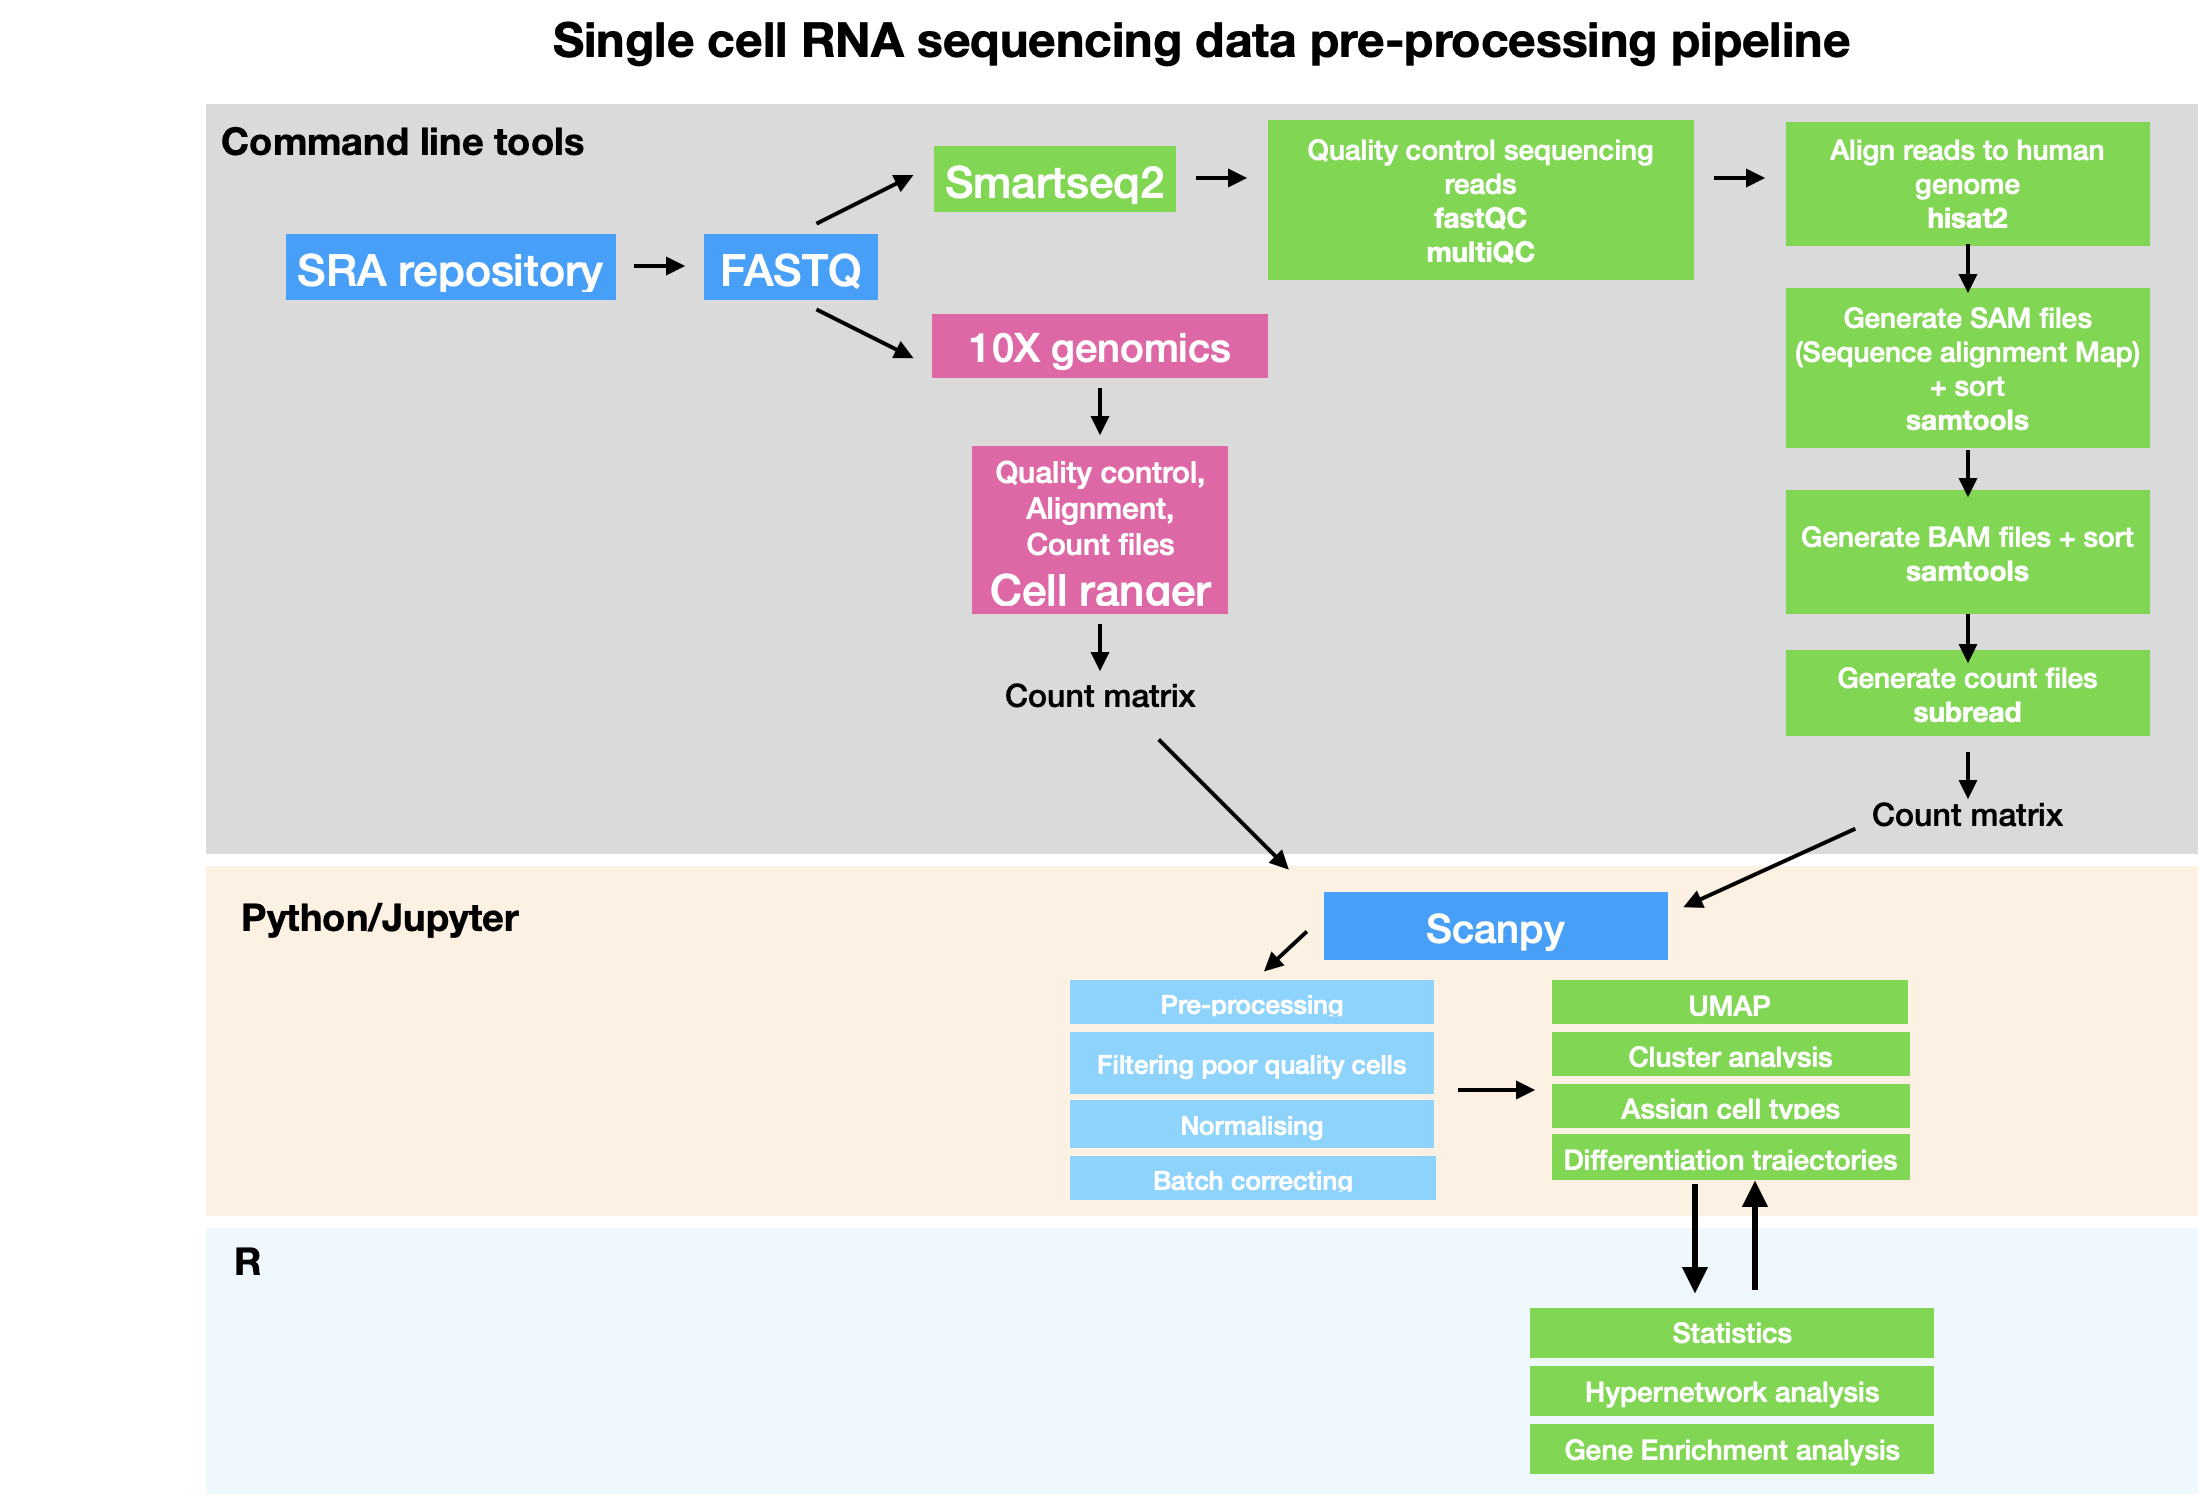 Single cell RNA sequencing data pre-processing pipeline
Command line tools
SRA repository
FASTQ
Smartseq2
Quality control sequencing
reads
fastQC
multiQC
Align reads to human
genome
hisat2
Generate SAM files
(Sequence alignment Map)
+ sort
samtools
Generate BAM files + sort
samtools
Generate count files
subread
Count matrix
10X genomics
Quality control,
Alignment,
Count files
Cell ranger
Count matrix
Python/Jupyter
Scanpy
Pre-processing
Filtering poor quality cells
Normalising
Batch correcting
UMAP
Cluster analysis
Assign cell types
Differentiation trajectories
R
Statistics
Hypernetwork analysis
Gene Enrichment analysis